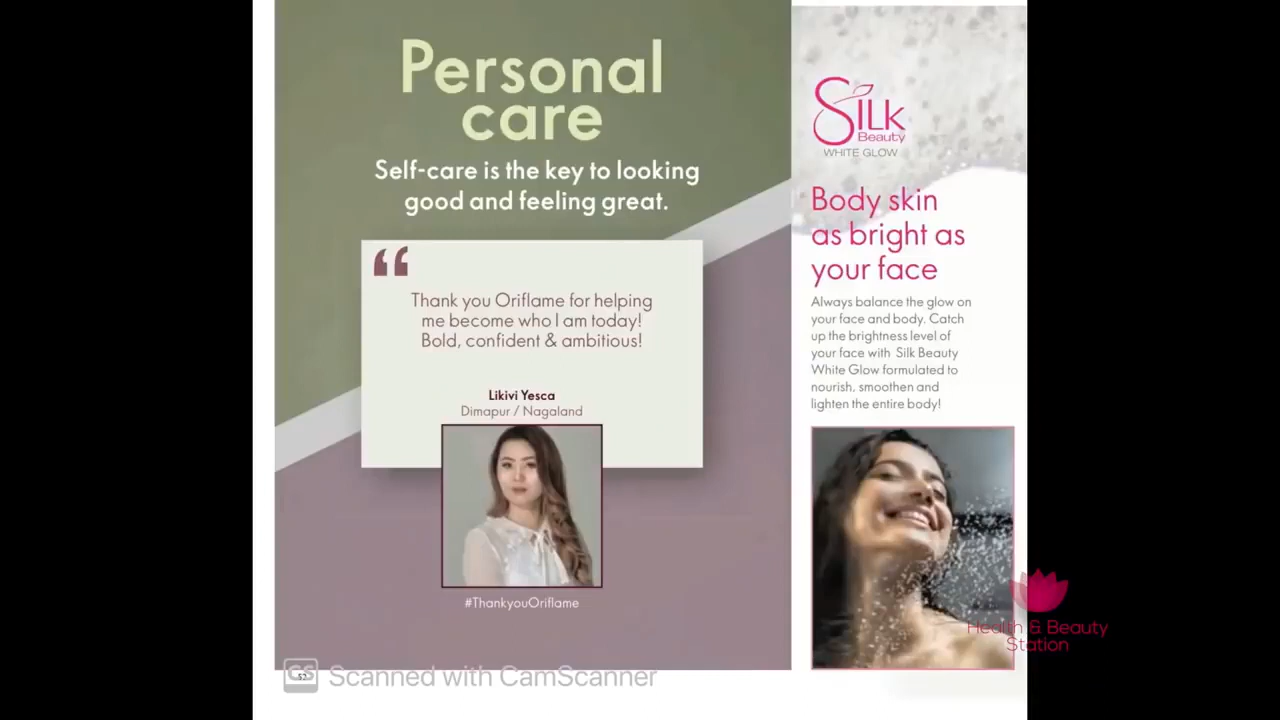 Personal
care
Self-care is the key to looking
good and feeling great.
“
Thank you Oriflame for helping
me become who I am today!
Bold, confident & ambitious!
Likivi Yesca
Dimapur / Nagaland
#ThankyouOriflame
52
CS
Scanned with CamScanner
SILK
Beauty
WHITE GLOW
Body skin
as bright as
your face
Always balance the glow on
your face and body. Catch
up the brightness level of
your face with Silk Beauty
White Glow formulated to
nourish, smoothen and
lighten the entire body!
Health & Beauty
Station